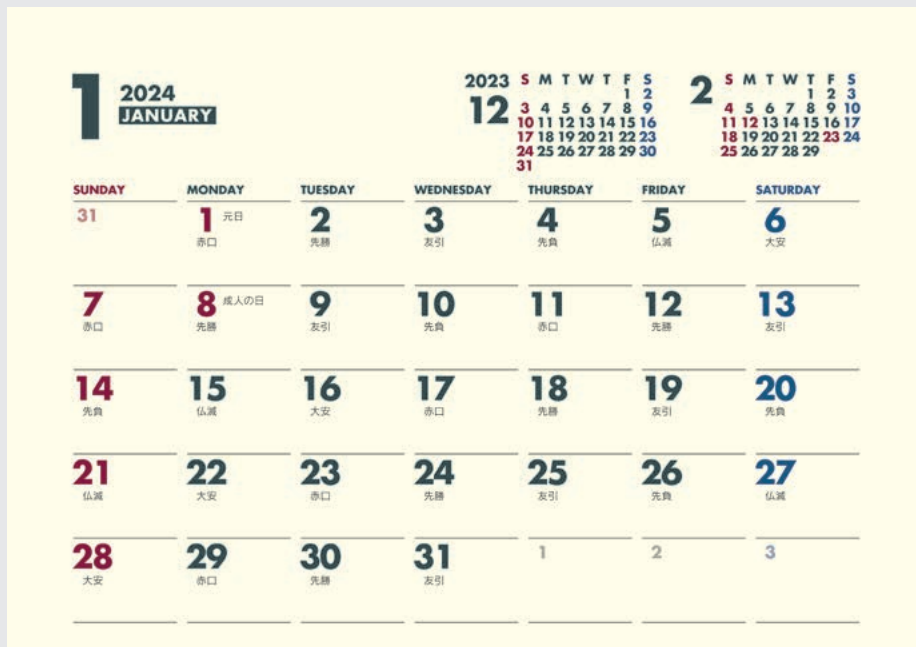 1
2024
JANUARY
2023
12
S M T W T F S
1 2
3 4 5 6 7 8 9
10 11 12 13 14 15 16
17 18 19 20 21 22 23
24 25 26 27 28 29 30
31
2
S M T W T F S
1 2 3
4 5 6 7 8 9 10
11 12 13 14 15 16 17
18 19 20 21 22 23 24
25 26 27 28 29
SUNDAY MONDAY TUESDAY WEDNESDAY THURSDAY FRIDAY SATURDAY
31 1 元日 2 3 4 5 6
赤口 先勝 友引 先負 仏滅 大安
7 8 成人の日 9 10 11 12 13
赤口 先勝 友引 先負 赤口 先勝 友引
14 15 16 17 18 19 20
先負 仏滅 大安 赤口 先勝 友引 先負
21 22 23 24 25 26 27
仏滅 大安 赤口 先勝 友引 先負 仏滅
28 29 30 31 1 2 3
大安 赤口 先勝 友引